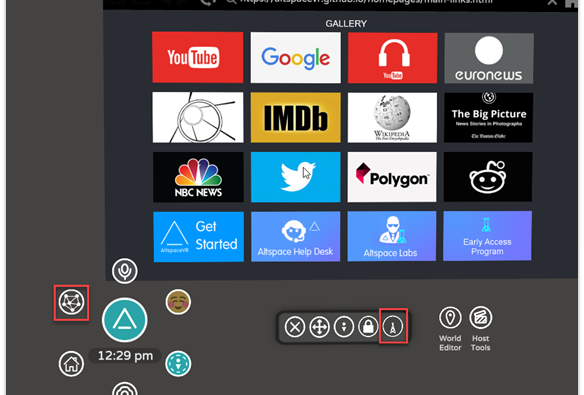 https://altspacevr.github.io/homepages/main-links.html
GALLERY
YouTube
Google
YouTube
euronews
IMDb
WIKIPEDIA
The Free Encyclopedia
The Big Picture
News Stories in Photographs
The Boston Globe
NBC NEWS
Polygon
AltspaceVR
Get
Started
Altspace Help Desk
Altspace Labs
Early Access
Program
12:29 pm
World
Editor
Host
Tools